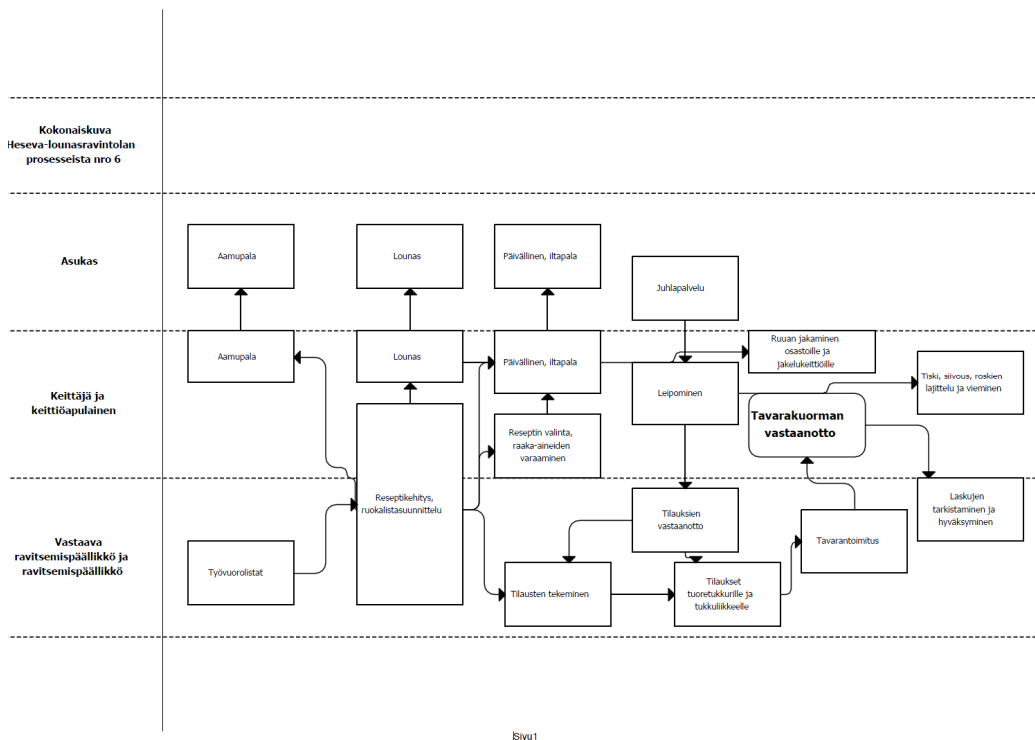 Kokonaiskuva
Heseva-lounasravintolan
prosesseista nro 6
Asukas
Aamupala
Lounas
Päivällinen, iltapala
Juhlapalvelu
Keittäjä ja
keittiöapulainen
Aamupala
Lounas
Päivällinen, iltapala
Leipominen
Ruuan jakaminen
osastoille ja
jakelukeittiöille
Tiski, siivous, roskien
lajittelu ja vieminen
Tavarakuorman
vastaanotto
Reseptin valinta,
raaka-aineiden
varaaminen
Vastaava
ravitsemispäällikkö ja
ravitsemispäällikkö
Työvuorolistat
Reseptikehitys,
ruokalistasuunnittelu
Tilausten tekeminen
Tilauksien
vastaanotto
Tilaukset
tuoretukkurille ja
tukkuliikkeelle
Tavarantoimitus
Laskujen
tarkistaminen ja
hyväksyminen
Sivu1